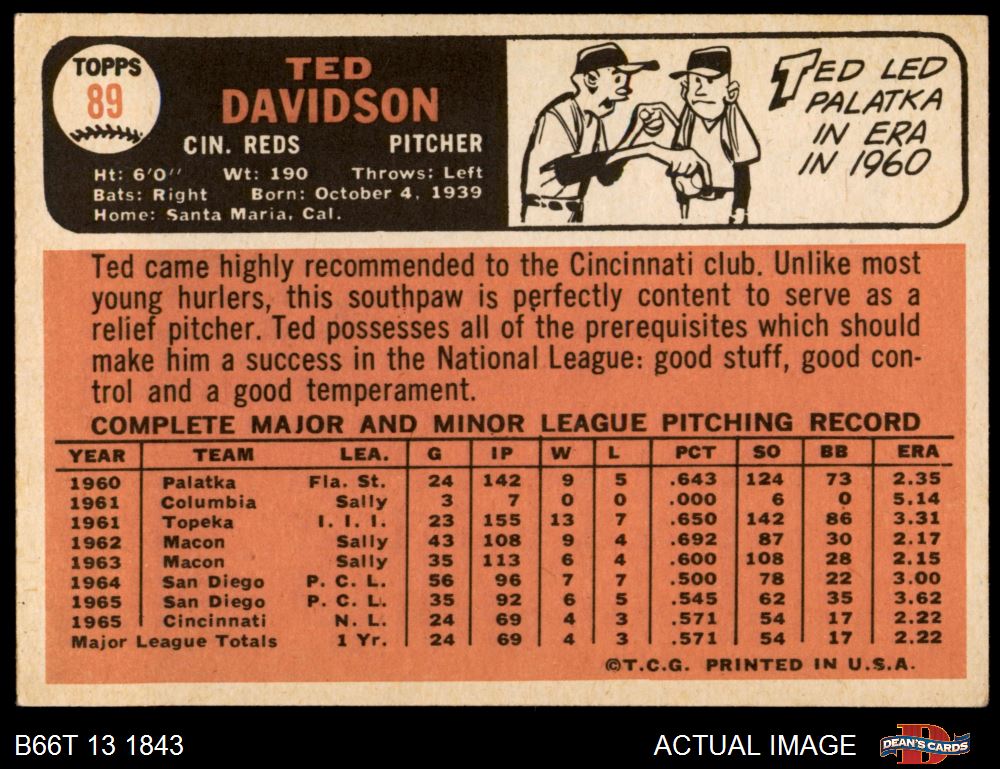 TOPPS
89
TED
DAVIDSON
CIN. REDS PITCHER
Ht: 6'0" Wt: 190 Throws: Left
Bats: Right Born: October 4, 1939
Home: Santa Maria, Cal.
TED LED
PALATKA
IN ERA
IN 1960
Ted came highly recommended to the Cincinnati club. Unlike most
young hurlers, this southpaw is perfectly content to serve as a
relief pitcher. Ted possesses all of the prerequisites which should
make him a success in the National League: good stuff, good con-
trol and a good temperament.
COMPLETE MAJOR AND MINOR LEAGUE PITCHING RECORD
YEAR TEAM LEA. G IP W L PCT SO BB ERA
1960 Palatka Fla. St. 24 142 9 5 .643 124 73 2.35
1961 Columbia Sally 3 7 0 0 .000 6 0 5.14
1961 Topeka I. I. I. 23 155 13 7 .650 142 86 3.31
1962 Macon Sally 43 108 9 4 .692 87 30 2.17
1963 Macon Sally 35 113 6 4 .600 108 28 2.15
1964 San Diego P. C. L. 56 96 7 7 .500 78 22 3.00
1965 San Diego P. C. L. 35 92 6 5 .545 62 35 3.62
1965 Cincinnati N. L. 24 69 4 3 .571 54 17 2.22
Major League Totals 1 Yr. 24 69 4 3 .571 54 17 2.22
©T.C.G. PRINTED IN U.S.A.
B66T 13 1843 ACTUAL IMAGE DEAN'S CARDS